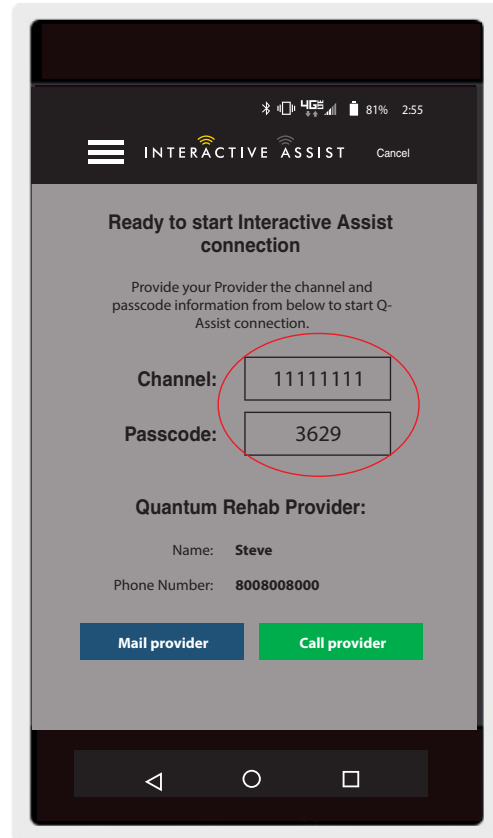 4G 81% 2:55
INTERACTIVE ASSIST Cancel
Ready to start Interactive Assist
connection
Provide your Provider the channel and
passcode information from below to start Q-
Assist connection.
Channel: 11111111
Passcode: 3629
Quantum Rehab Provider:
Name: Steve
Phone Number: 8008008000
Mail provider Call provider